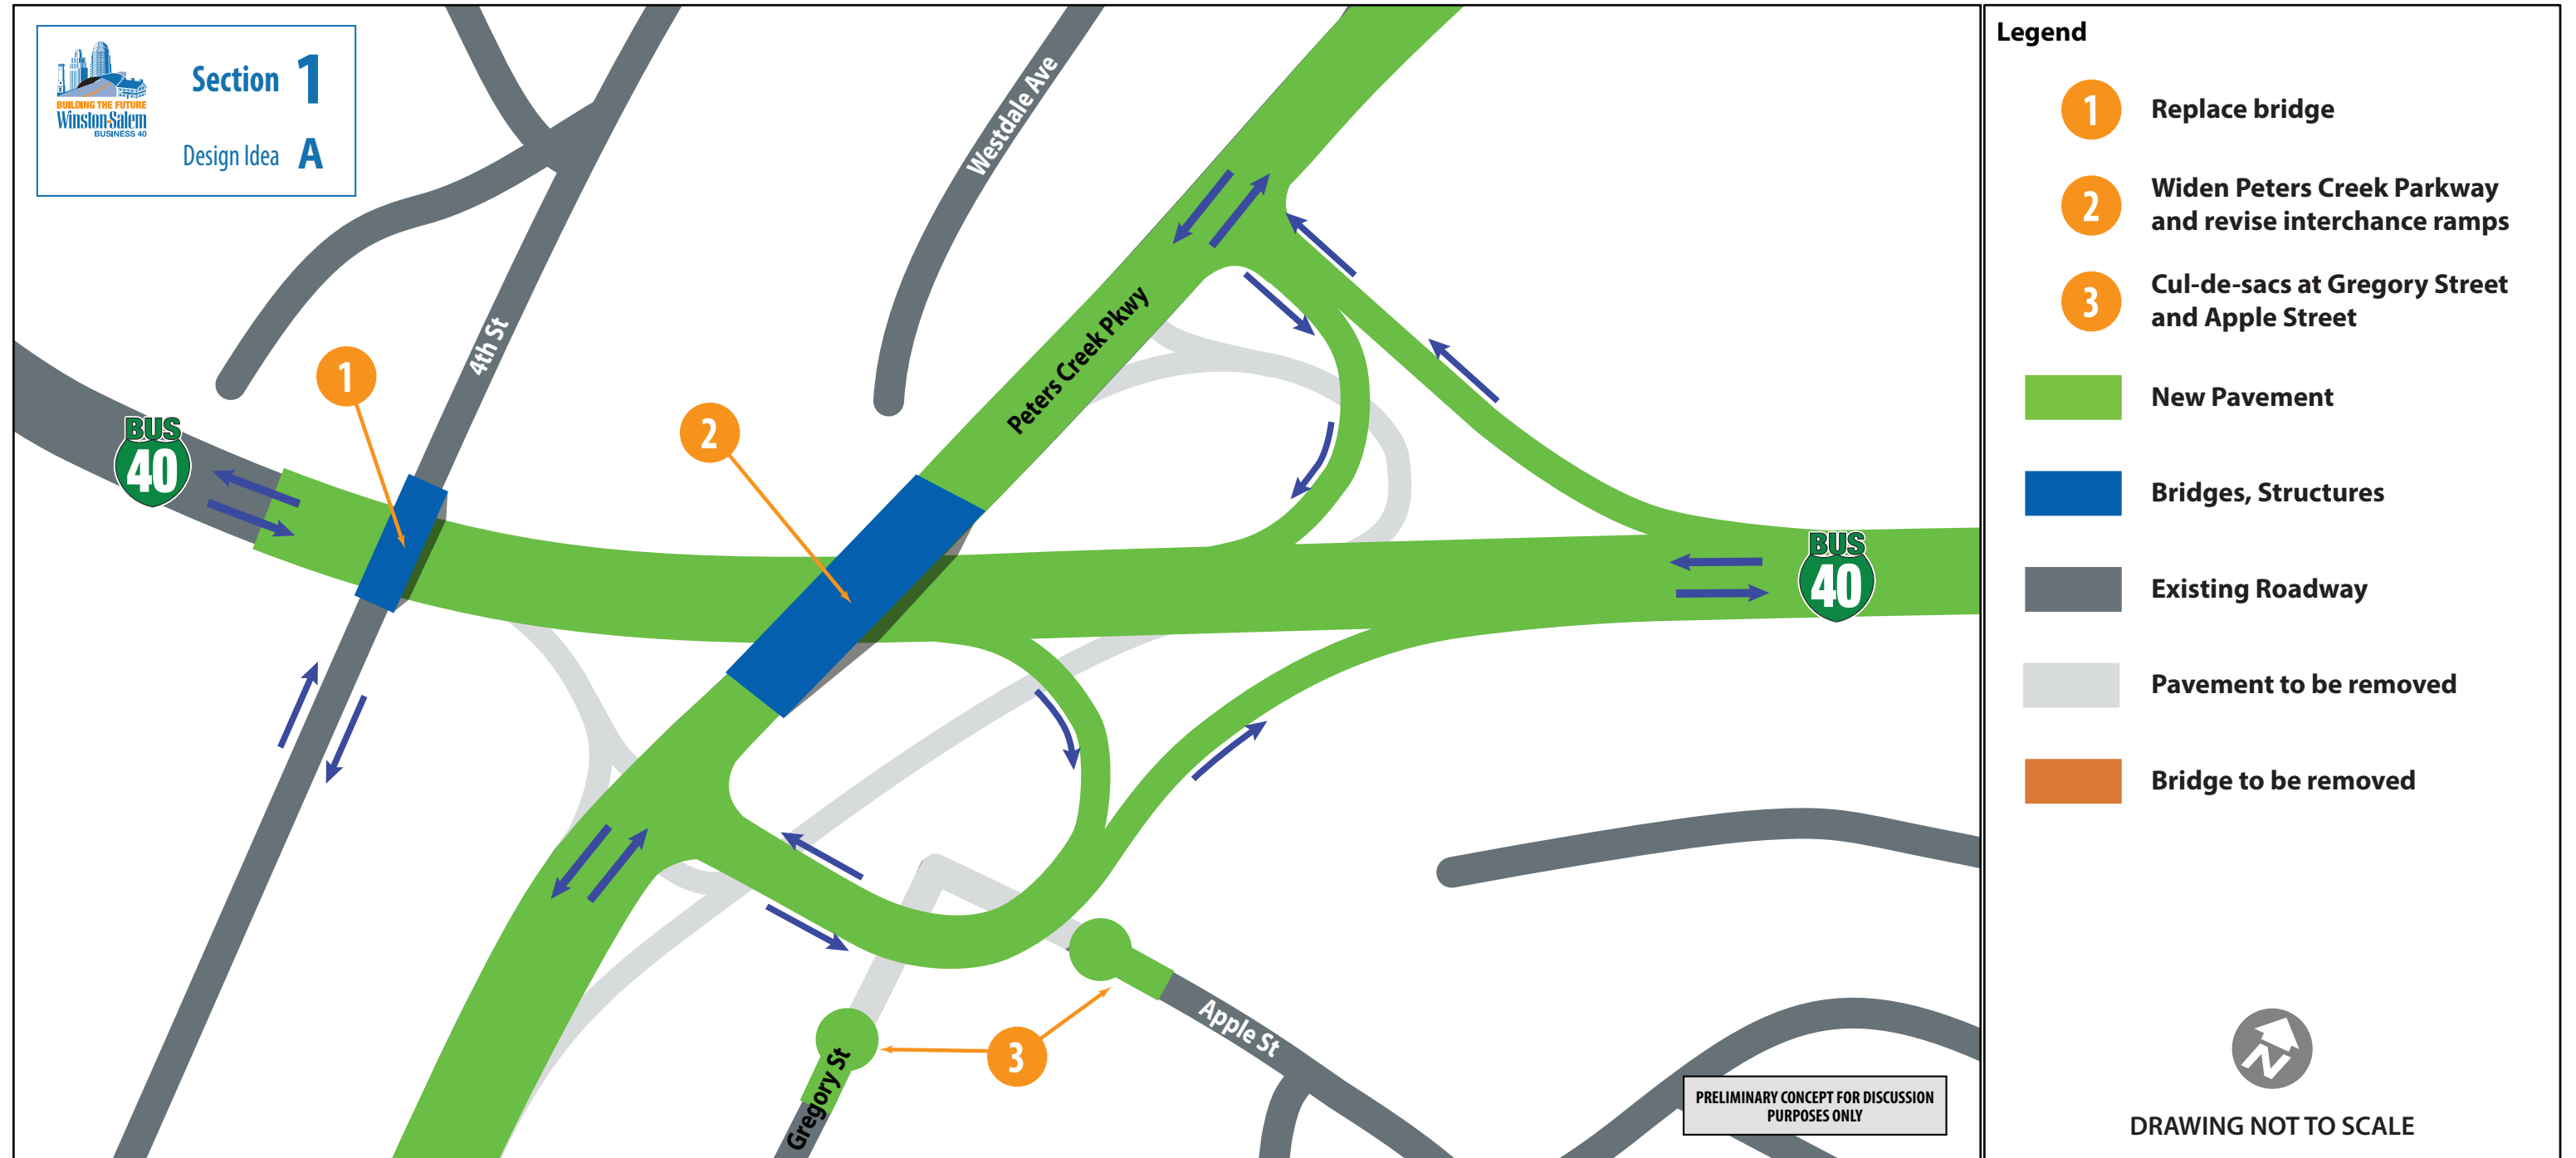 BUILDING THE FUTURE
Winston-Salem
BUSINESS 40
Section 1
Design Idea A
Westdale Ave
4th St
Peters Creek Pkwy
1
2
BUS
40
BUS
40
3
Apple St
Gregory St
PRELIMINARY CONCEPT FOR DISCUSSION
PURPOSES ONLY
Legend
1 Replace bridge
2 Widen Peters Creek Parkway
and revise interchance ramps
3 Cul-de-sacs at Gregory Street
and Apple Street
New Pavement
Bridges, Structures
Existing Roadway
Pavement to be removed
Bridge to be removed
N
DRAWING NOT TO SCALE